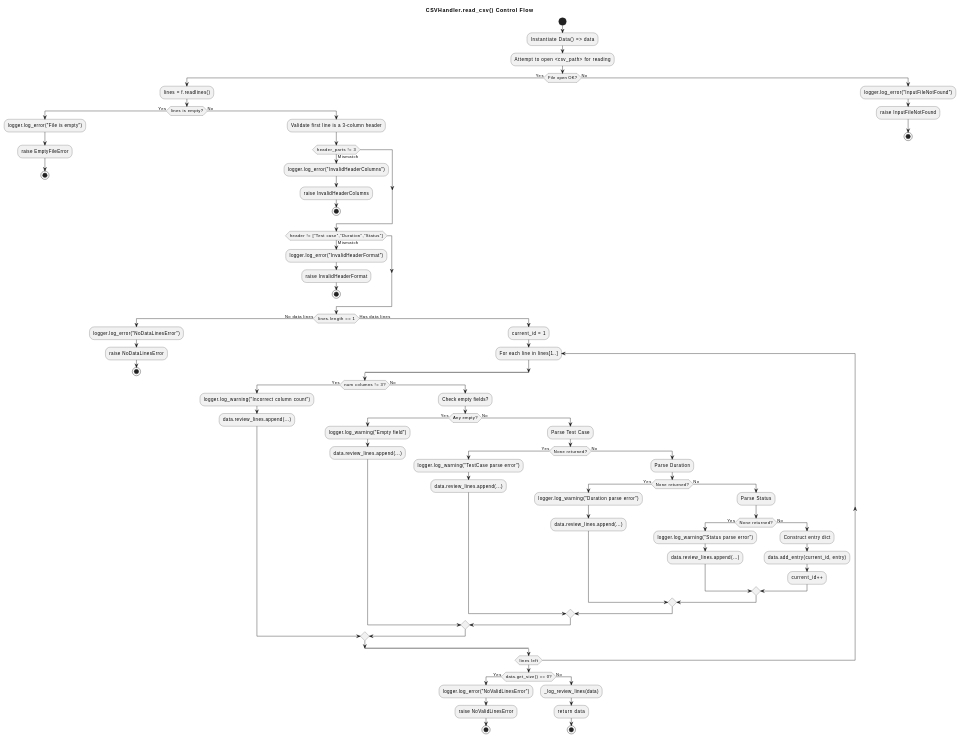 CSVHandler.read_csv() Control Flow
Instantiate Data() => data
Attempt to open <csv_path> for reading
Yes
File open OK?
No
lines = f.readlines()
logger.log_error("InputFileNotFound")
Yes
lines is empty?
No
raise InputFileNotFound
logger.log_error("File is empty")
Validate first line is a 3-column header
raise EmptyFileError
header_parts != 3
Mismatch
logger.log_error("InvalidHeaderColumns")
raise InvalidHeaderColumns
header != ["Test case","Duration","Status"]
Mismatch
logger.log_error("InvalidHeaderFormat")
raise InvalidHeaderFormat
No data lines
lines length == 1
Has data lines
logger.log_error("NoDataLinesError")
current_id = 1
raise NoDataLinesError
For each line in lines[1..]
Yes
num columns != 3?
No
logger.log_warning("Incorrect column count")
Check empty fields?
data.review_lines.append(...)
Yes
Any empty?
No
logger.log_warning("Empty field")
Parse Test Case
data.review_lines.append(...)
Yes
None returned?
No
logger.log_warning("TestCase parse error")
Parse Duration
data.review_lines.append(...)
Yes
None returned?
No
logger.log_warning("Duration parse error")
Parse Status
data.review_lines.append(...)
Yes
None returned?
No
logger.log_warning("Status parse error")
Construct entry dict
data.review_lines.append(...)
data.add_entry(current_id, entry)
current_id++
lines left
Yes
data.get_size() == 0?
No
logger.log_error("NoValidLinesError")
_log_review_lines(data)
raise NoValidLinesError
return data